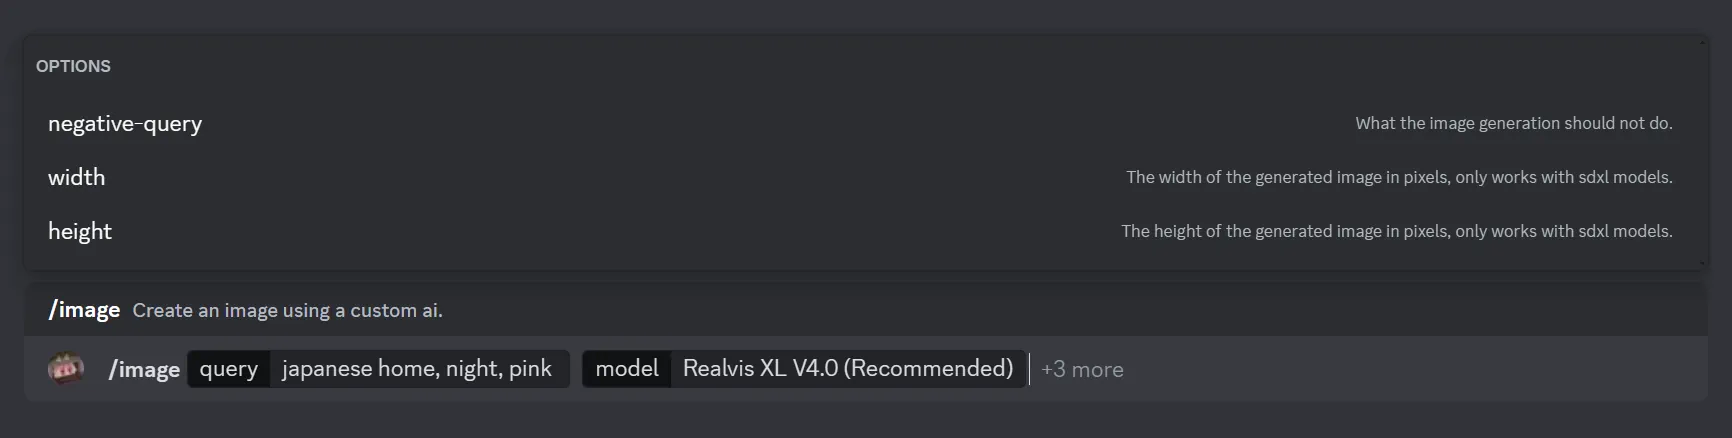 OPTIONS
negative-query What the image generation should not do.
width The width of the generated image in pixels, only works with sdxl models.
height The height of the generated image in pixels, only works with sdxl models.
/image Create an image using a custom ai.
/image query japanese home, night, pink model Realvis XL V4.0 (Recommended) +3 more